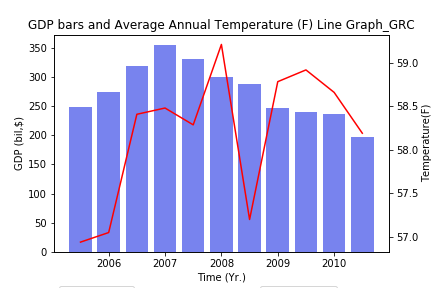 GDP bars and Average Annual Temperature (F) Line Graph_GRC
350
300
250
200
150
100
50
0
GDP (bil,$)
59.0
58.5
58.0
57.5
57.0
Temperature(F)
2006 2007 2008 2009 2010
Time (Yr.)